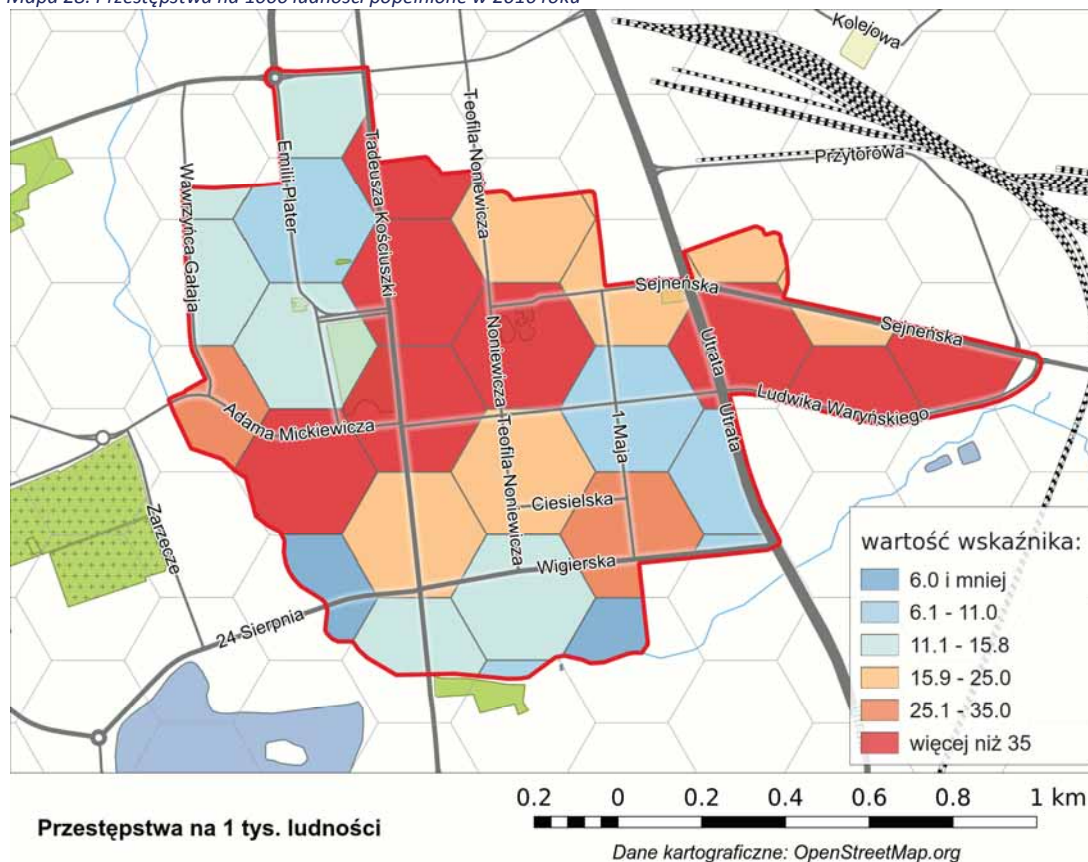 Mapa 28. Przestępstwa na 1000 ludności popełnione w 2016 roku
Kolejowa
Teofila-Noniewicza
Tadeusza Kościuszki
Emilii-Plater
Wawrzyńca Gałaja
Przytorowa
Sejneńska
Sejneńska
Utrata
Noniewicza
Ludwika Waryńskiego
Utrata
Adama Mickiewicza
1-Maja
Teofila-Noniewicza
Ciesielska
Zarzecze
Wigierska
24 Sierpnia
wartość wskaźnika:
6.0 i mniej
6.1 - 11.0
11.1 - 15.8
15.9 - 25.0
25.1 - 35.0
więcej niż 35
0.2 0 0.2 0.4 0.6 0.8 1 km
Przestępstwa na 1 tys. ludności
Dane kartograficzne: OpenStreetMap.org